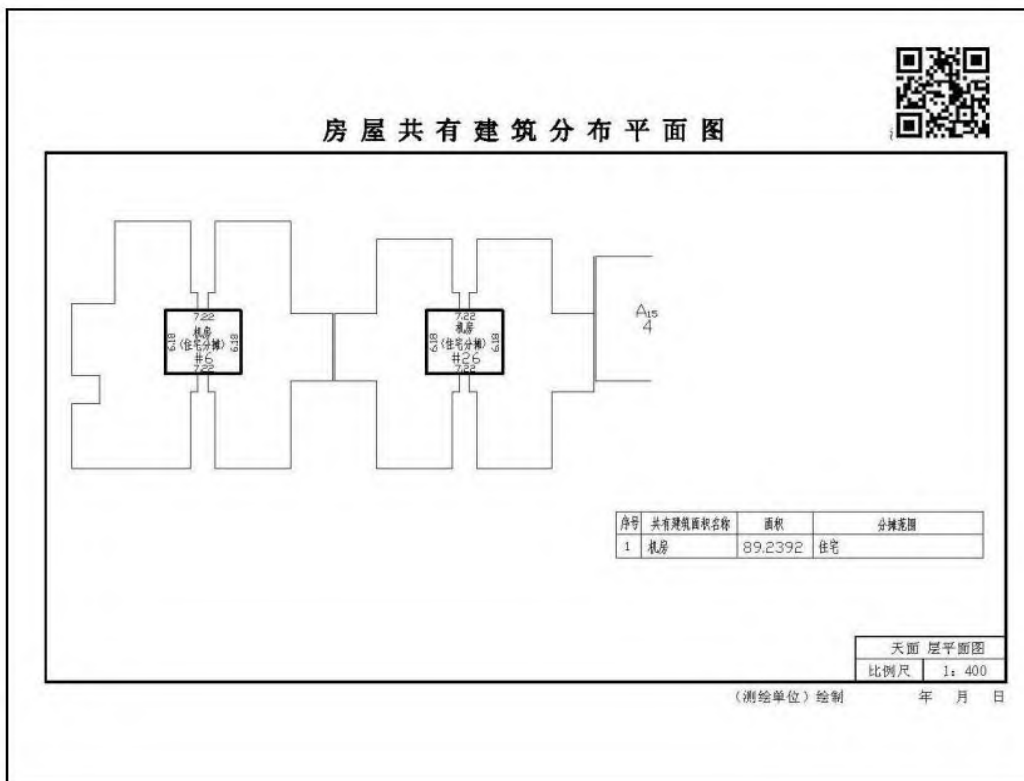 房屋共有建筑分布平面图
7.22
机房
6.18
(住宅分摊)
6.18
#6
7.22
7.22
机房
6.18
(住宅分摊)
6.18
#26
7.22
A15
4
序号 共有建筑面积名称 面积 分摊范围
1 机房 89.2392 住宅
天面 层平面图
比例尺 1: 400
(测绘单位)绘制 年 月 日